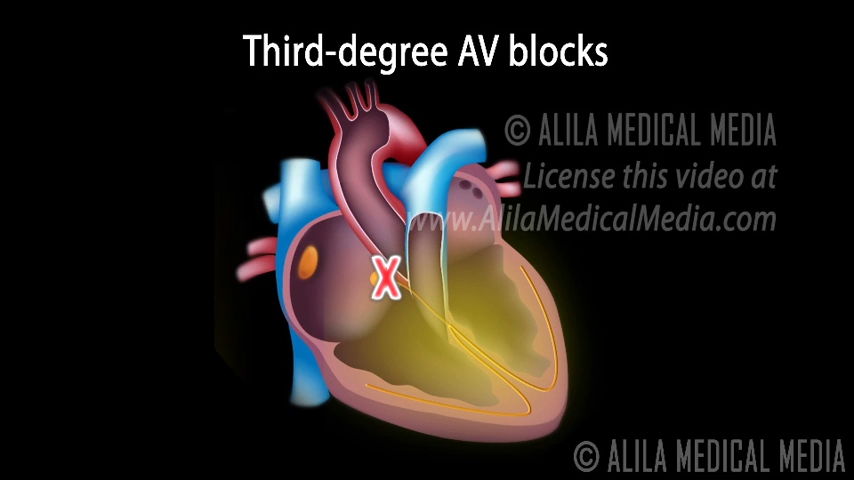 Third-degree AV blocks
© ALILA MEDICAL MEDIA
License this video at
www.AlilaMedicalMedia.com
X
© ALILA MEDICAL MEDIA